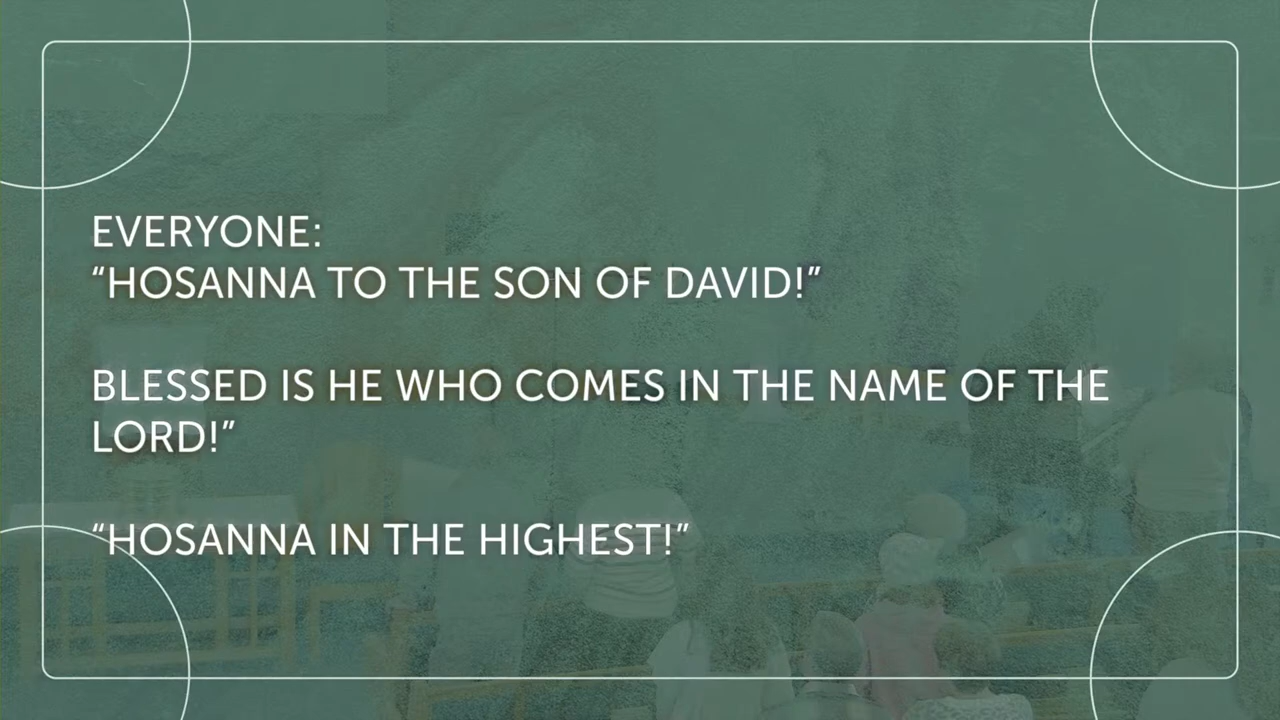 EVERYONE:
“HOSANNA TO THE SON OF DAVID!”
BLESSED IS HE WHO COMES IN THE NAME OF THE
LORD!”
“HOSANNA IN THE HIGHEST!”